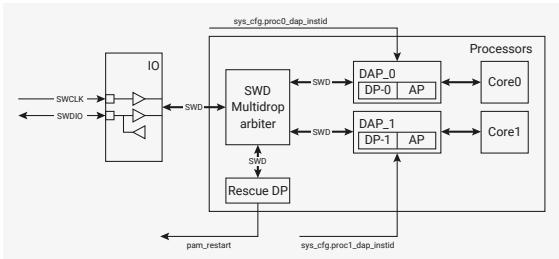 sys_cfg.proc0_dap_instid
Processors
IO
DAP_0
DP-0 AP
Core0
SWD
SWD
Multidrop
arbiter
SWCLK
SWDIO
SWD
SWD
DAP_1
DP-1 AP
Core1
SWD
Rescue DP
pam_restart
sys_cfg.proc1_dap_instid